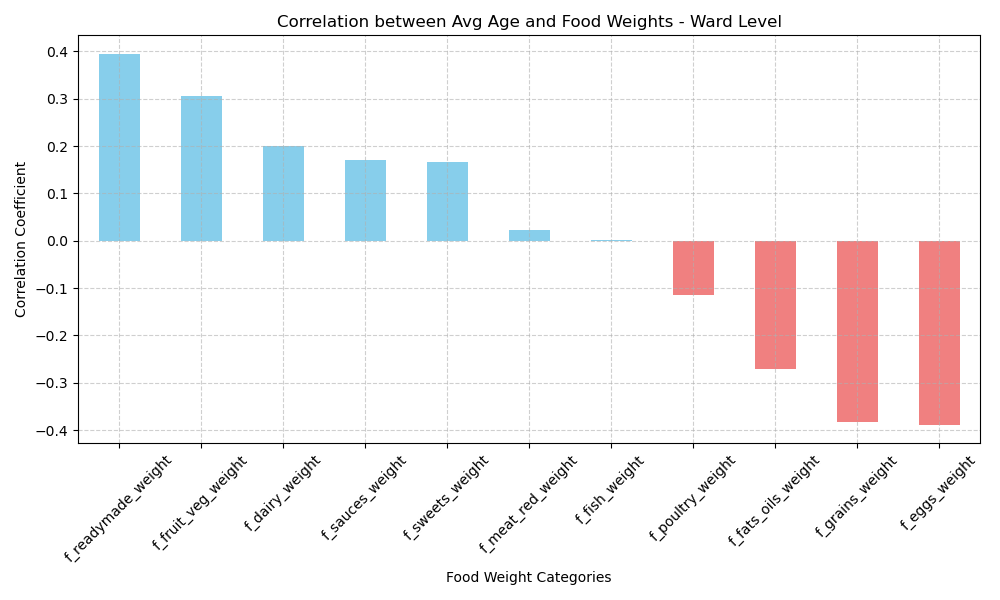 Correlation between Avg Age and Food Weights - Ward Level
Correlation Coefficient
0.4
0.3
0.2
0.1
0.0
−0.1
−0.2
−0.3
−0.4
f_readymade_weight
f_fruit_veg_weight
f_dairy_weight
f_sauces_weight
f_sweets_weight
f_meat_red_weight
f_fish_weight
f_poultry_weight
f_fats_oils_weight
f_grains_weight
f_eggs_weight
Food Weight Categories